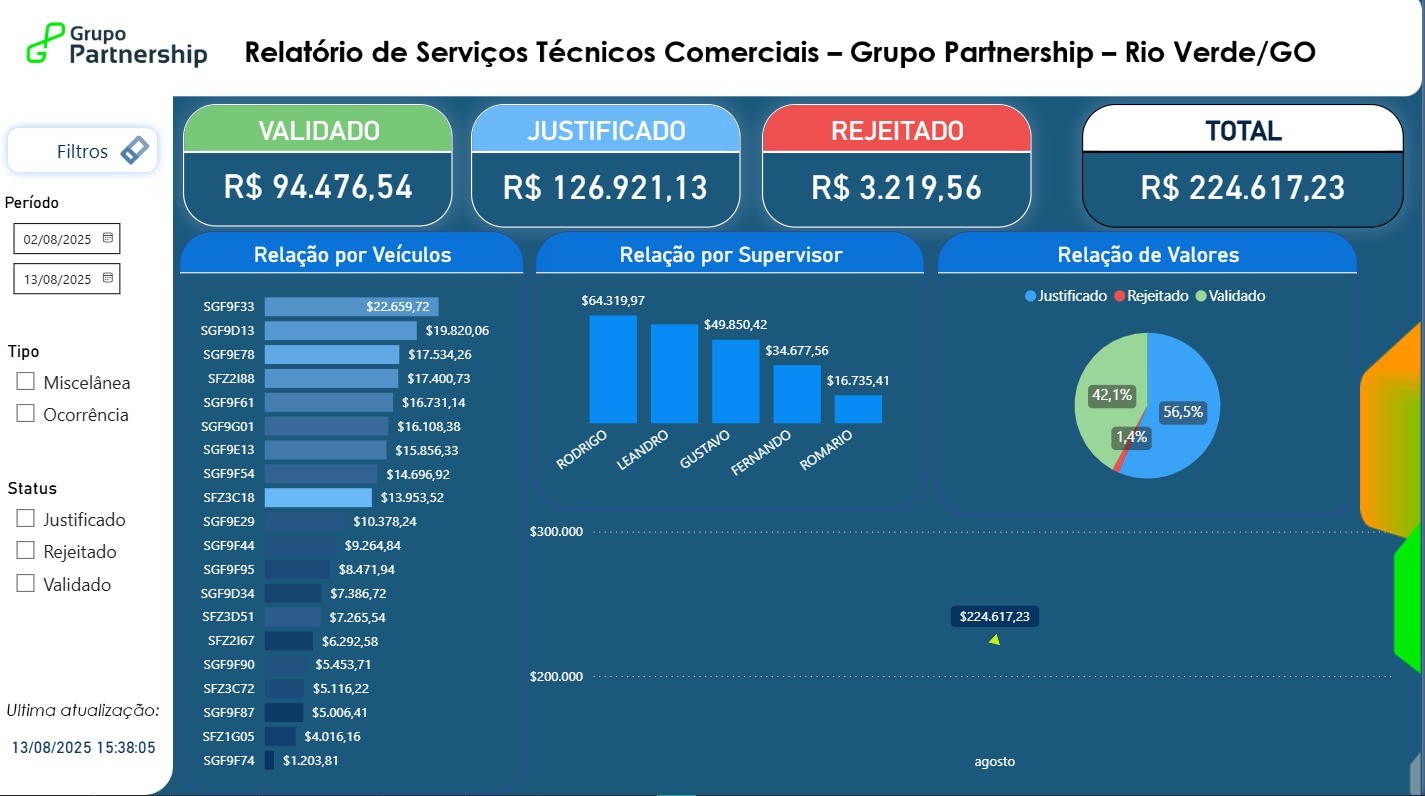 Grupo
Partnership
Relatório de Serviços Técnicos Comerciais – Grupo Partnership – Rio Verde/GO
Filtros
Período
02/08/2025
13/08/2025
Tipo
Miscelânea
Ocorrência
Status
Justificado
Rejeitado
Validado
Ultima atualização:
13/08/2025 15:38:05
VALIDADO
R$ 94.476,54
JUSTIFICADO
R$ 126.921,13
REJEITADO
R$ 3.219,56
TOTAL
R$ 224.617,23
Relação por Veículos
SGF9F33 $22.659,72
SGF9D13 $19.820,06
SGF9E78 $17.534,26
SFZ2I88 $17.400,73
SGF9F61 $16.731,14
SGF9G01 $16.108,38
SGF9E13 $15.856,33
SGF9F54 $14.696,92
SFZ3C18 $13.953,52
SGF9E29 $10.378,24
SGF9F44 $9.264,84
SGF9F95 $8.471,94
SGF9D34 $7.386,72
SFZ3D51 $7.265,54
SFZ2I67 $6.292,58
SGF9F90 $5.453,71
SFZ3C72 $5.116,22
SGF9F87 $5.006,41
SFZ1G05 $4.016,16
SGF9F74 $1.203,81
Relação por Supervisor
$64.319,97
$49.850,42
$34.677,56
$16.735,41
RODRIGO
LEANDRO
GUSTAVO
FERNANDO
ROMARIO
Relação de Valores
Justificado Rejeitado Validado
42,1%
56,5%
1,4%
$300.000
$224.617,23
$200.000
agosto